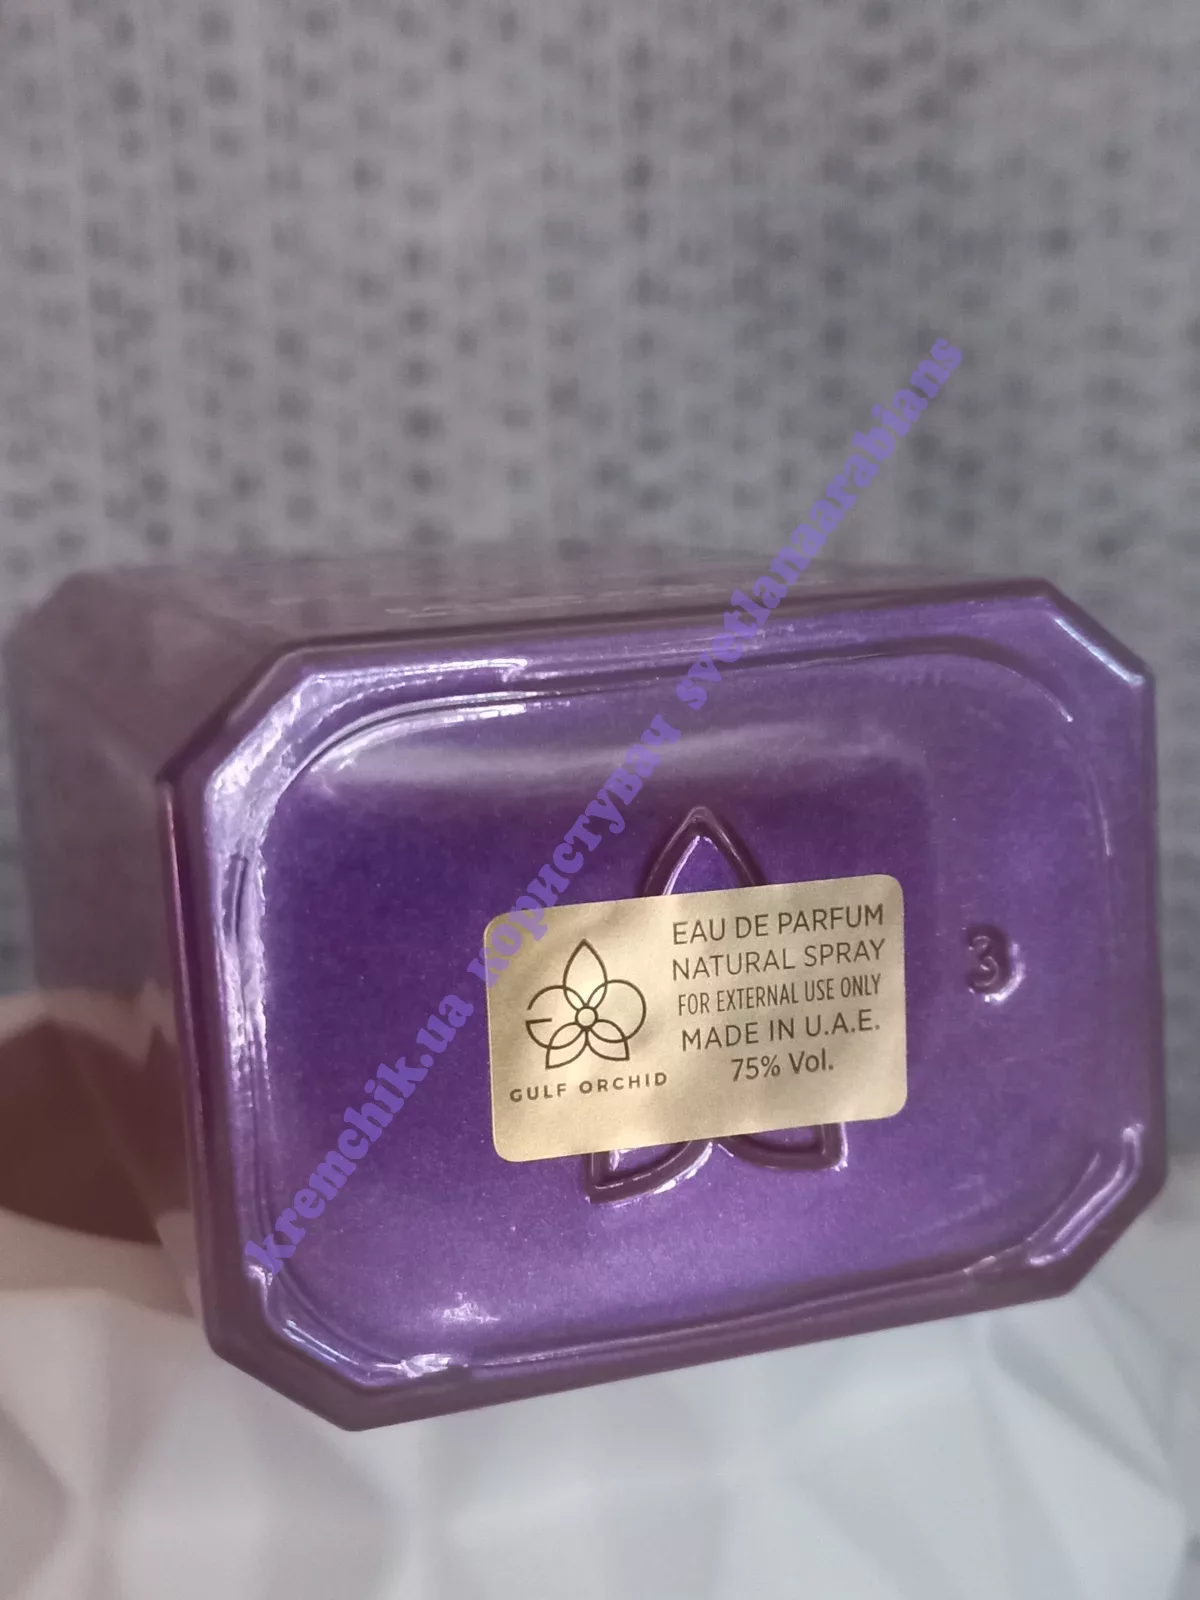 EAU DE PARFUM
NATURAL SPRAY
FOR EXTERNAL USE ONLY
MADE IN U.A.E.
75% Vol.
GULF ORCHID
3
kremchik.ua користувач svetlanaarabians